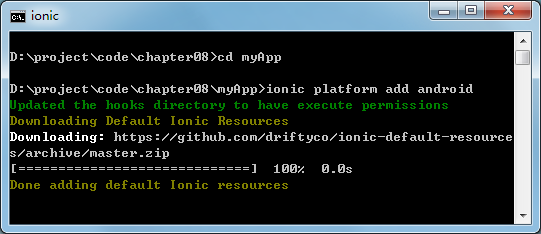 ionic
D:\project\code\chapter08>cd myApp
D:\project\code\chapter08\myApp>ionic platform add android
Updated the hooks directory to have execute permissions
Downloading Default Ionic Resources
Downloading: https://github.com/driftyco/ionic-default-resource
s/archive/master.zip
[=============================]  100%  0.0s
Done adding default Ionic resources